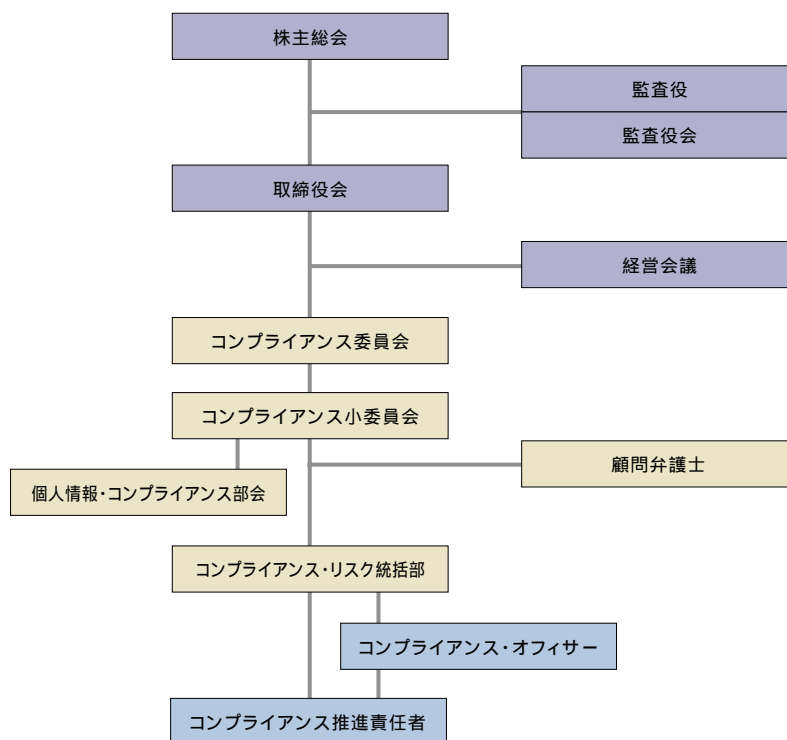 株主総会
監査役
監査役会
取締役会
経営会議
コンプライアンス委員会
コンプライアンス小委員会
顧問弁護士
個人情報・コンプライアンス部会
コンプライアンス・リスク統括部
コンプライアンス・オフィサー
コンプライアンス推進責任者